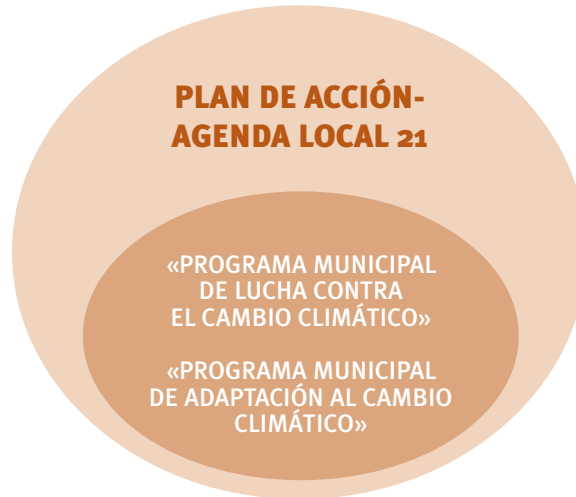 PLAN DE ACCIÓN-
AGENDA LOCAL 21
«PROGRAMA MUNICIPAL
DE LUCHA CONTRA
EL CAMBIO CLIMÁTICO»
«PROGRAMA MUNICIPAL
DE ADAPTACIÓN AL CAMBIO
CLIMÁTICO»